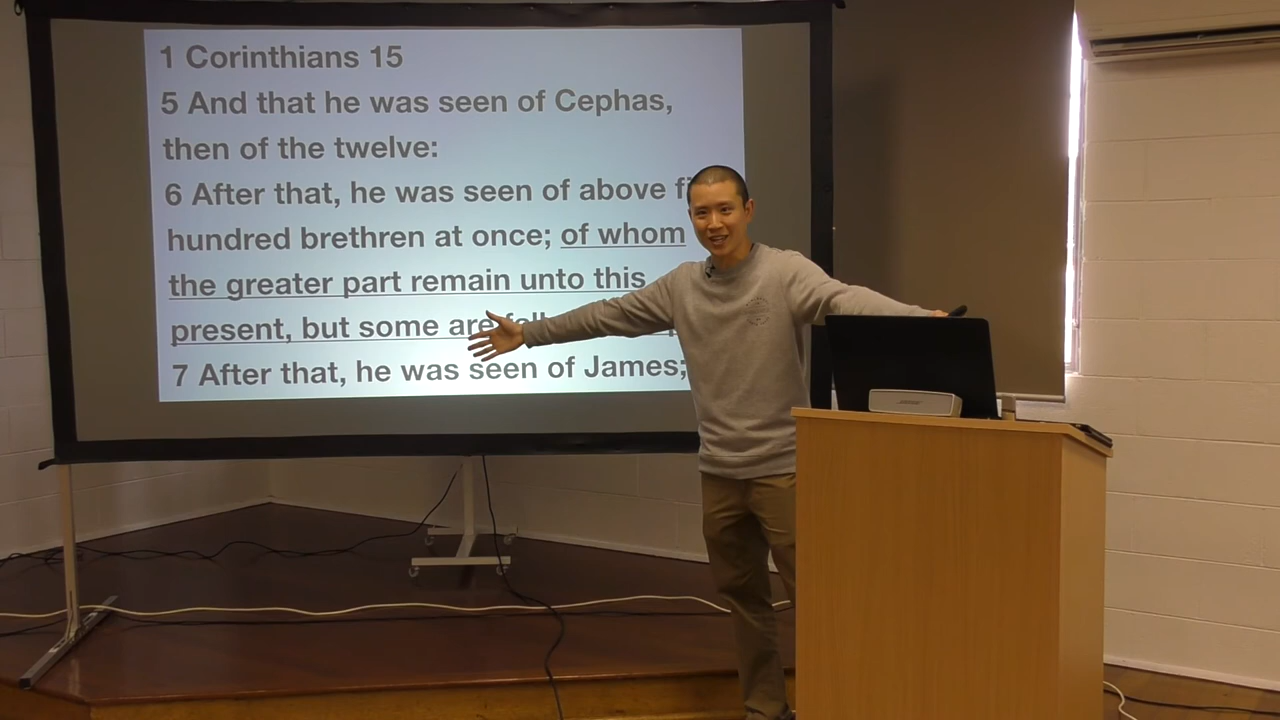 1 Corinthians 15
5 And that he was seen of Cephas,
then of the twelve:
6 After that, he was seen of above
hundred brethren at once; of whom
the greater part remain unto this
present, but some are
7 After that, he was seen of James;
BOSE